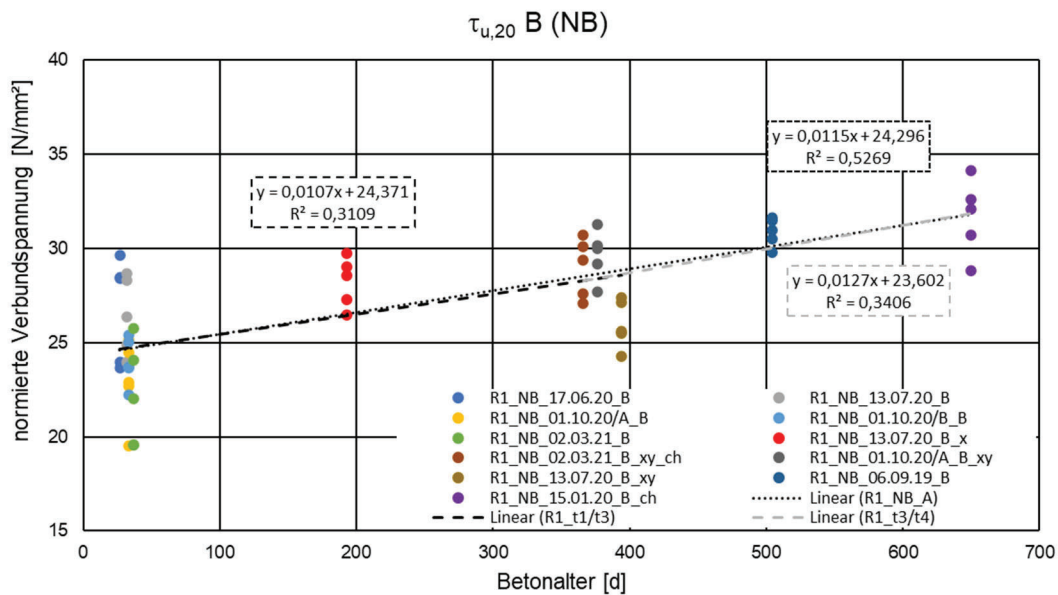 τu,20 B (NB)
normierte Verbundspannung [N/mm²]
40
35
30
25
20
15
y = 0,0115x + 24,296
R² = 0,5269
y = 0,0107x + 24,371
R² = 0,3109
y = 0,0127x + 23,602
R² = 0,3406
R1_NB_17.06.20_B
R1_NB_13.07.20_B
R1_NB_01.10.20/A_B
R1_NB_01.10.20/B_B
R1_NB_02.03.21_B
R1_NB_13.07.20_B_x
R1_NB_02.03.21_B_xy_ch
R1_NB_01.10.20/A_B_xy
R1_NB_13.07.20_B_xy
R1_NB_06.09.19_B
R1_NB_15.01.20_B_ch
Linear (R1_NB_A)
Linear (R1_t1/t3)
Linear (R1_t3/t4)
0 100 200 300 400 500 600 700
Betonalter [d]